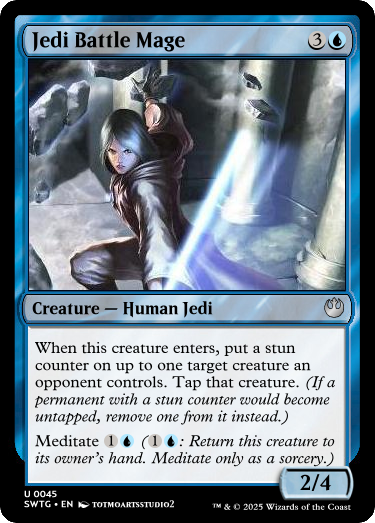 Jedi Battle Mage 3
Creature — Human Jedi
When this creature enters, put a stun
counter on up to one target creature an
opponent controls. Tap that creature. (If a
permanent with a stun counter would become
untapped, remove one from it instead.)
Meditate 1 (1: Return this creature to
its owner's hand. Meditate only as a sorcery.)
2/4
U 0045
SWTG • EN TOTMOARTSSTUDIO2
™ & © 2025 Wizards of the Coast